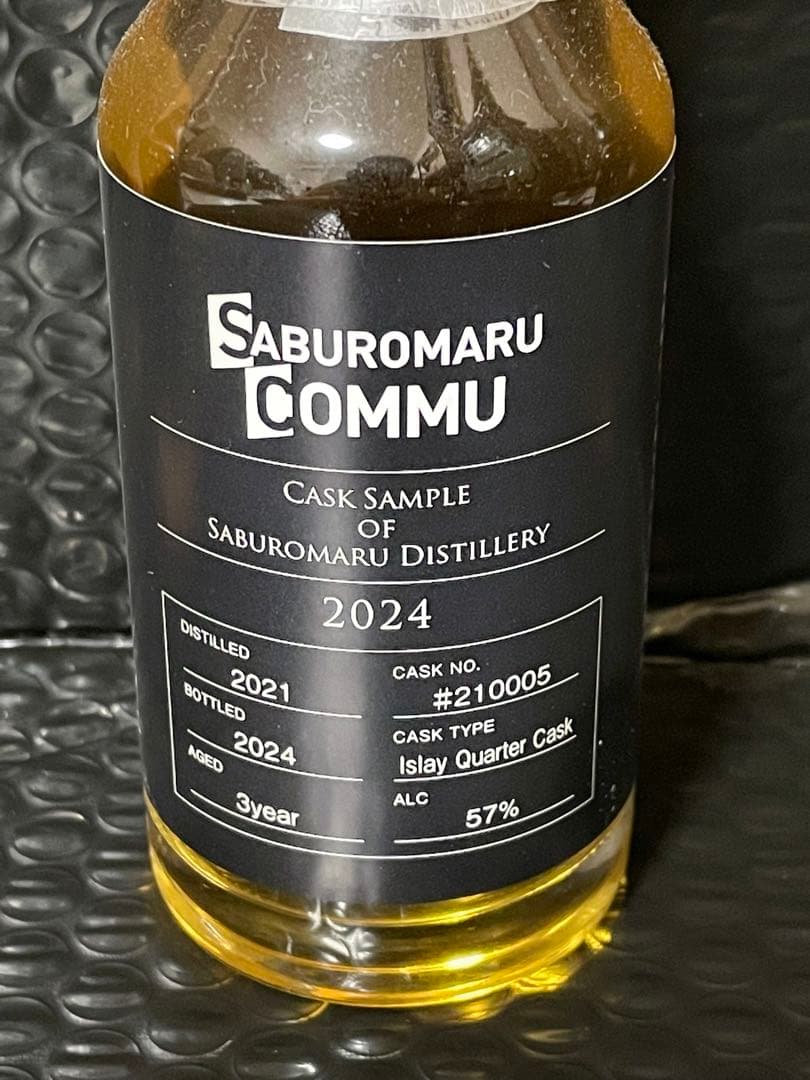 SABUROMARU
COMMU
CASK SAMPLE
OF
SABUROMARU DISTILLERY
2024
DISTILLED
2021
BOTTLED
2024
AGED
3year
CASK NO.
#210005
CASK TYPE
Islay Quarter Cask
ALC
57%